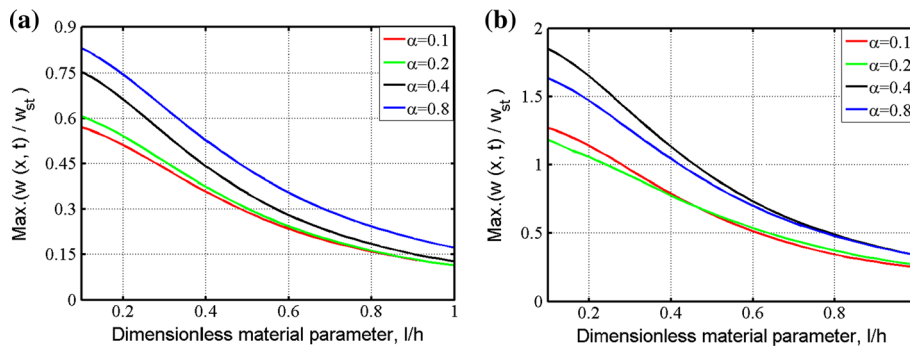 (a)
Max.(w (x, t) / w_st )
0.9
0.75
0.6
0.45
0.3
0.15
0
0.2
0.4
0.6
0.8
1
α=0.1
α=0.2
α=0.4
α=0.8
Dimensionless material parameter, l/h
(b)
Max.(w (x, t) / w_st )
2
1.5
1
0.5
0
0.2
0.4
0.6
0.8
α=0.1
α=0.2
α=0.4
α=0.8
Dimensionless material parameter, l/h